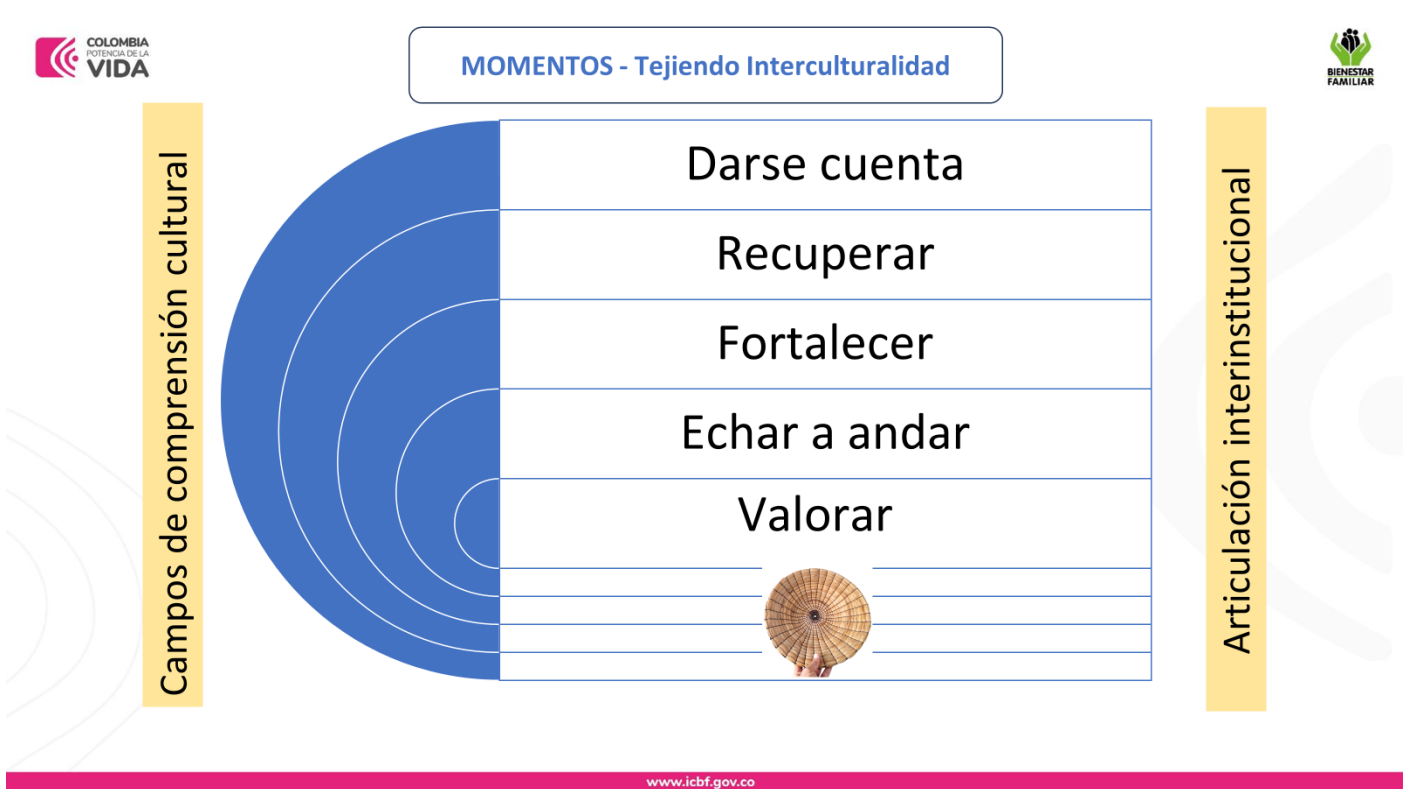 COLOMBIA
POTENCIA DE LA
VIDA
MOMENTOS - Tejiendo Interculturalidad
BIENESTAR
FAMILIAR
Campos de comprensión cultural
Darse cuenta
Recuperar
Fortalecer
Echar a andar
Valorar
Articulación interinstitucional
www.icbf.gov.co